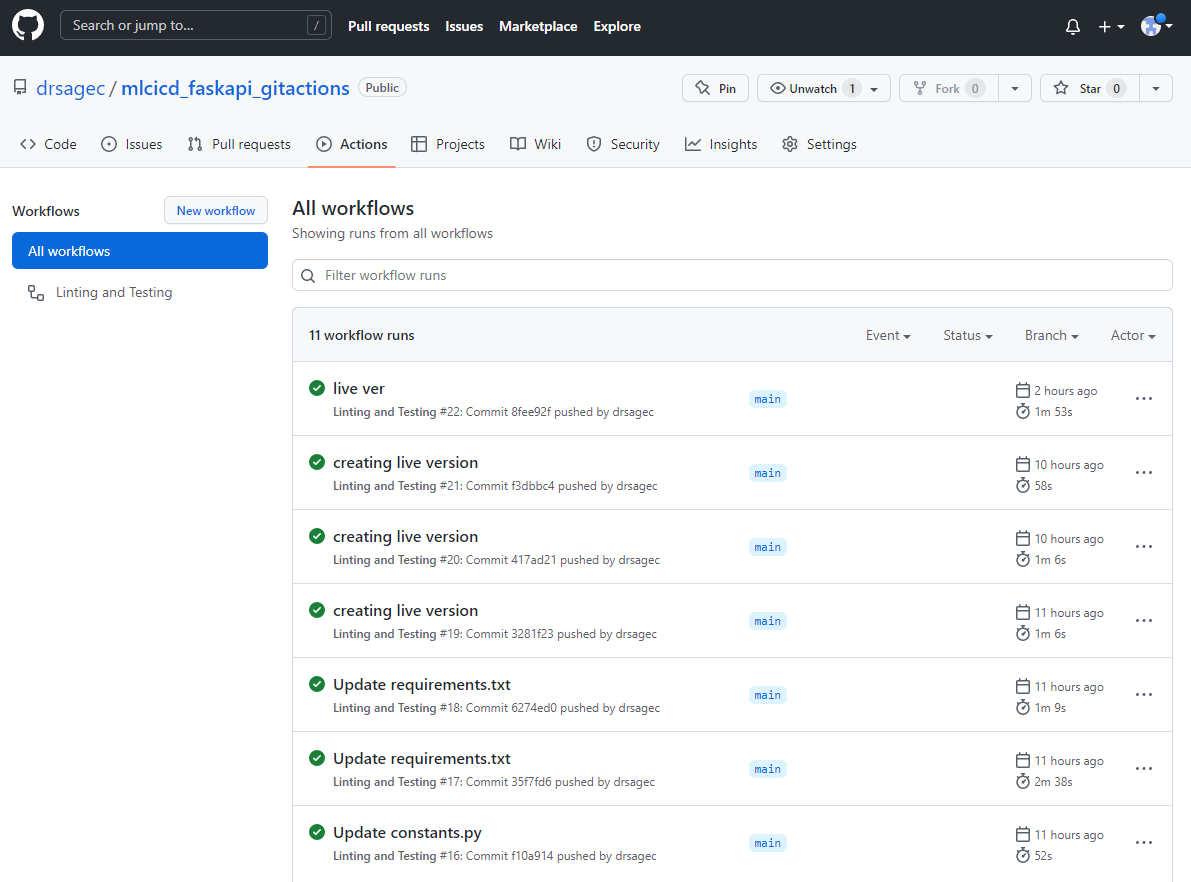 Search or jump to... /
Pull requests Issues Marketplace Explore
drsagec / mlcicd_faskapi_gitactions Public
Pin Unwatch 1 Fork 0 Star 0
Code Issues Pull requests Actions Projects Wiki Security Insights Settings
Workflows New workflow
All workflows
Linting and Testing
All workflows
Showing runs from all workflows
Filter workflow runs
11 workflow runs Event Status Branch Actor
live ver
Linting and Testing #22: Commit 8fee92f pushed by drsagec
main
2 hours ago
1m 53s
creating live version
Linting and Testing #21: Commit f3dbbc4 pushed by drsagec
main
10 hours ago
58s
creating live version
Linting and Testing #20: Commit 417ad21 pushed by drsagec
main
10 hours ago
1m 6s
creating live version
Linting and Testing #19: Commit 3281f23 pushed by drsagec
main
11 hours ago
1m 6s
Update requirements.txt
Linting and Testing #18: Commit 6274ed0 pushed by drsagec
main
11 hours ago
1m 9s
Update requirements.txt
Linting and Testing #17: Commit 35f7fd6 pushed by drsagec
main
11 hours ago
2m 38s
Update constants.py
Linting and Testing #16: Commit f10a914 pushed by drsagec
main
11 hours ago
52s